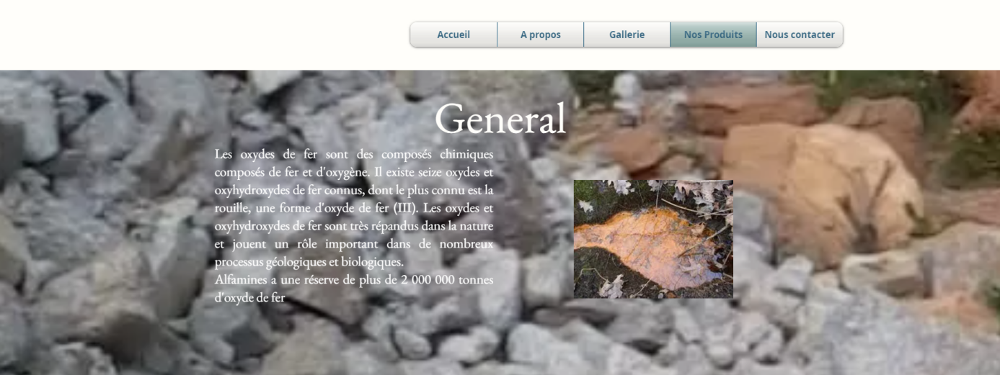 Accueil A propos Gallerie Nos Produits Nous contacter
General
Les oxydes de fer sont des composés chimiques
composés de fer et d'oxygène. Il existe seize oxydes et
oxyhydroxydes de fer connus, dont le plus connu est la
rouille, une forme d'oxyde de fer (III). Les oxydes et
oxyhydroxydes de fer sont très répandus dans la nature
et jouent un rôle important dans de nombreux
processus géologiques et biologiques.
Alfamines a une réserve de plus de 2 000 000 tonnes
d'oxyde de fer